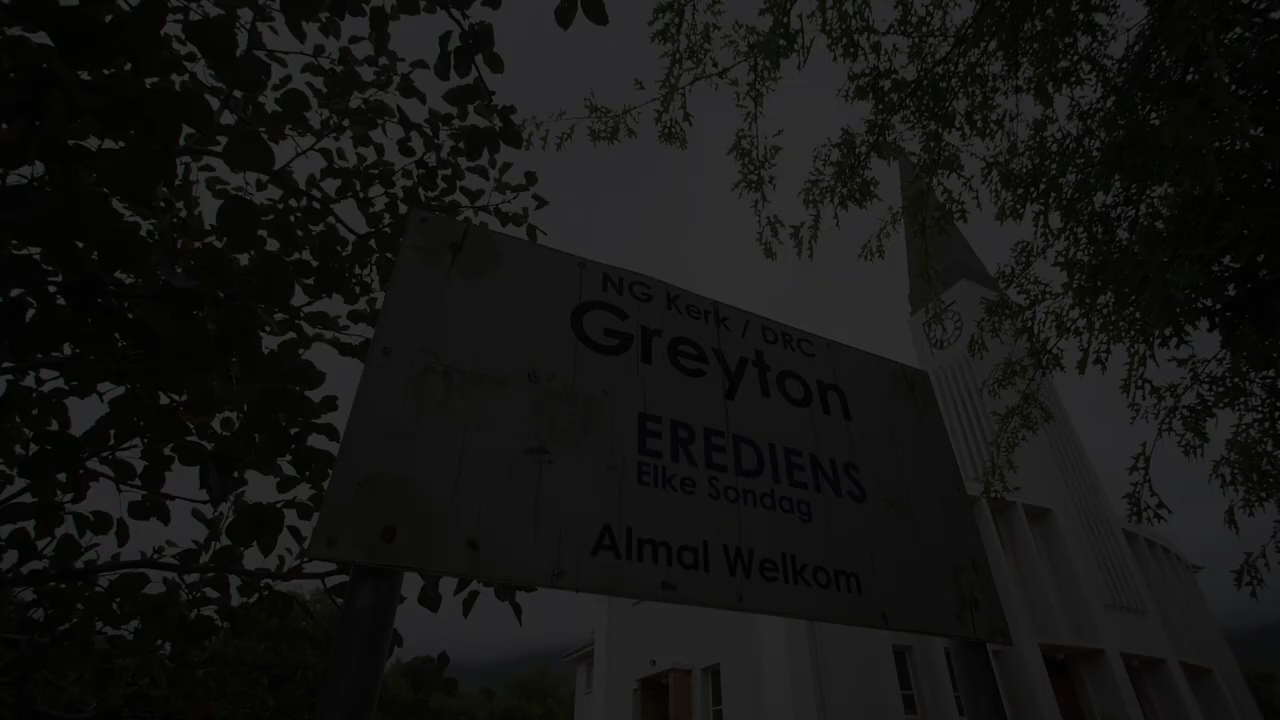 NG Kerk / DRC
Greyton
EREDIENS
Elke Sondag
Almal Welkom